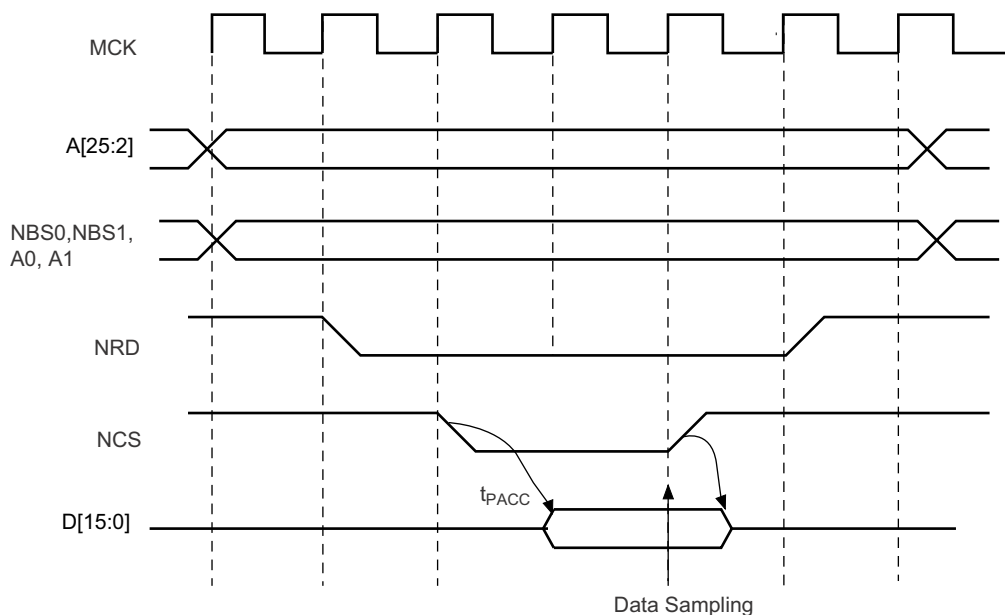 MCK
A[25:2]
NBS0,NBS1,
A0, A1
NRD
NCS
tPACC
D[15:0]
Data Sampling